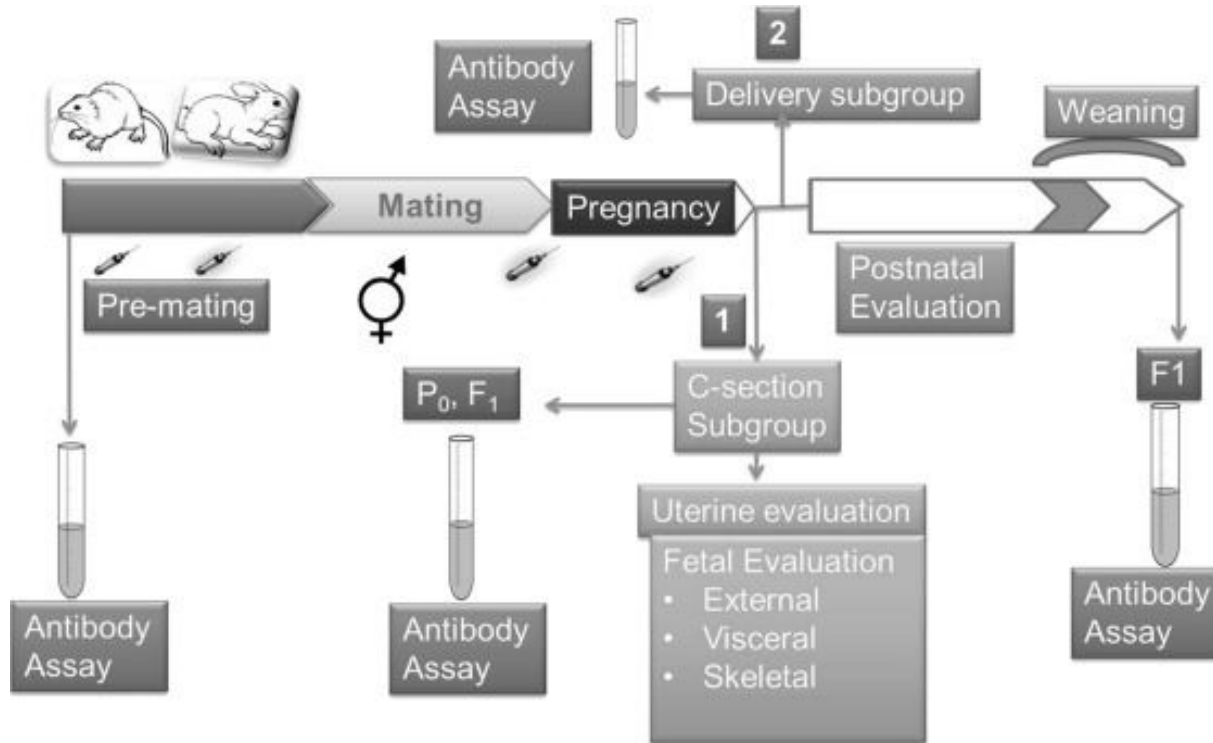 2
Antibody
Assay
Delivery subgroup
Weaning
Mating
Pregnancy
Pre-mating
Postnatal
Evaluation
1
C-section
Subgroup
P₀, F₁
F1
Uterine evaluation
Fetal Evaluation
• External
• Visceral
• Skeletal
Antibody
Assay
Antibody
Assay
Antibody
Assay